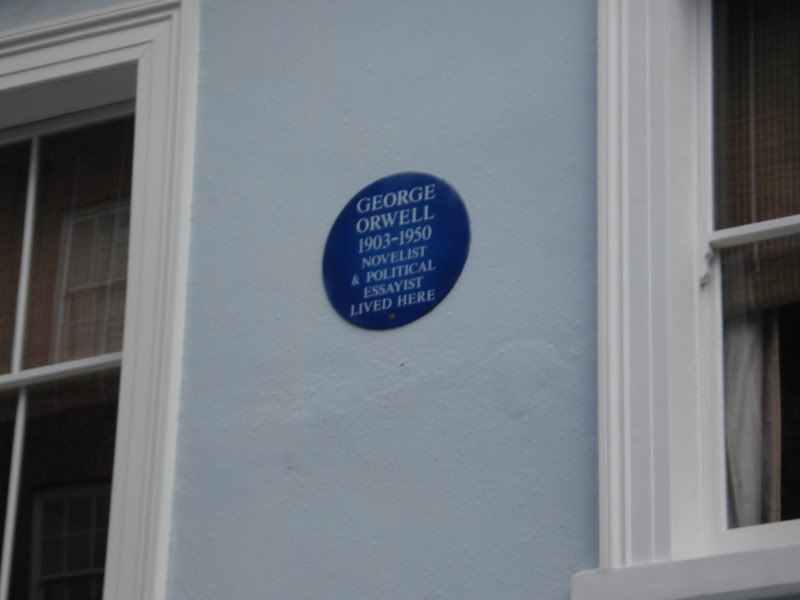 GEORGE
ORWELL
1903-1950
NOVELIST
& POLITICAL
ESSAYIST
LIVED HERE